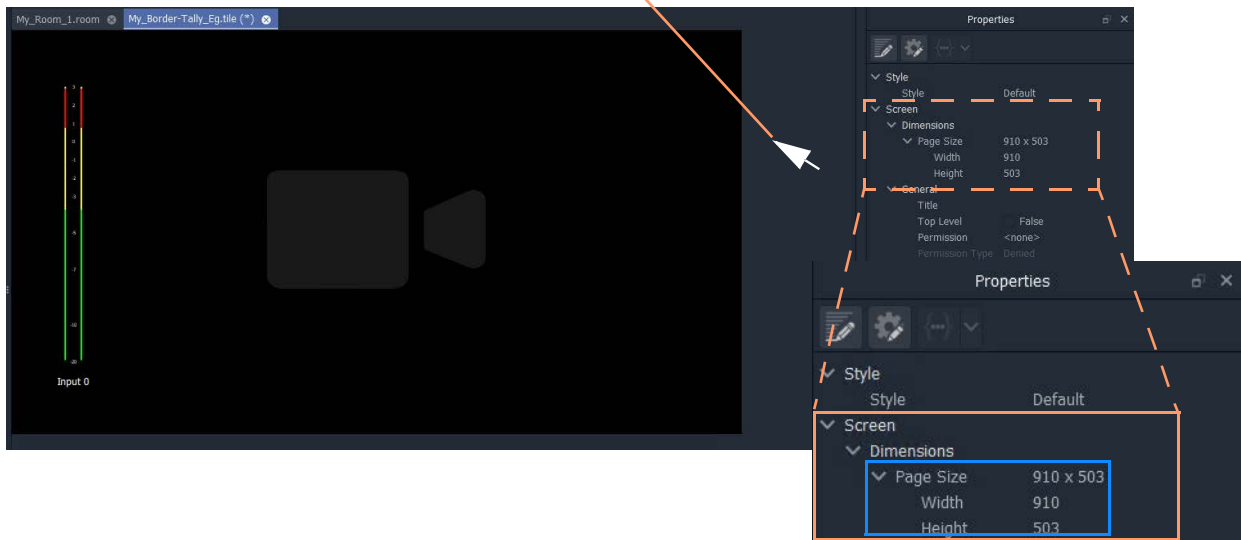 My_Room_1.room
My_Border-Tally_Eg.tile (*)
3
2
1
0
-1
-2
-3
-5
-7
-10
-20
Input 0
Properties
Style
Style Default
Screen
Dimensions
Page Size 910 x 503
Width 910
Height 503
General
Title
Top Level False
Permission <none>
Permission Type Denied
Properties
Style
Style Default
Screen
Dimensions
Page Size 910 x 503
Width 910
Height 503